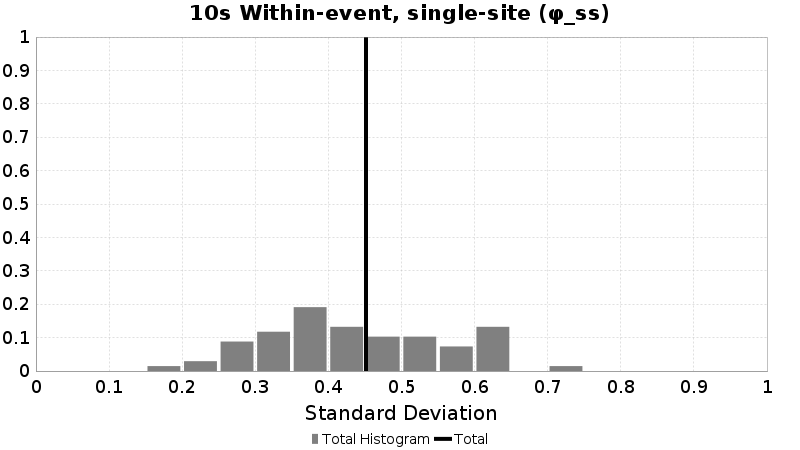 10s Within-event, single-site (φ_ss)
1
0.9
0.8
0.7
0.6
0.5
0.4
0.3
0.2
0.1
0
0 0.1 0.2 0.3 0.4 0.5 0.6 0.7 0.8 0.9 1
Standard Deviation
Total Histogram Total